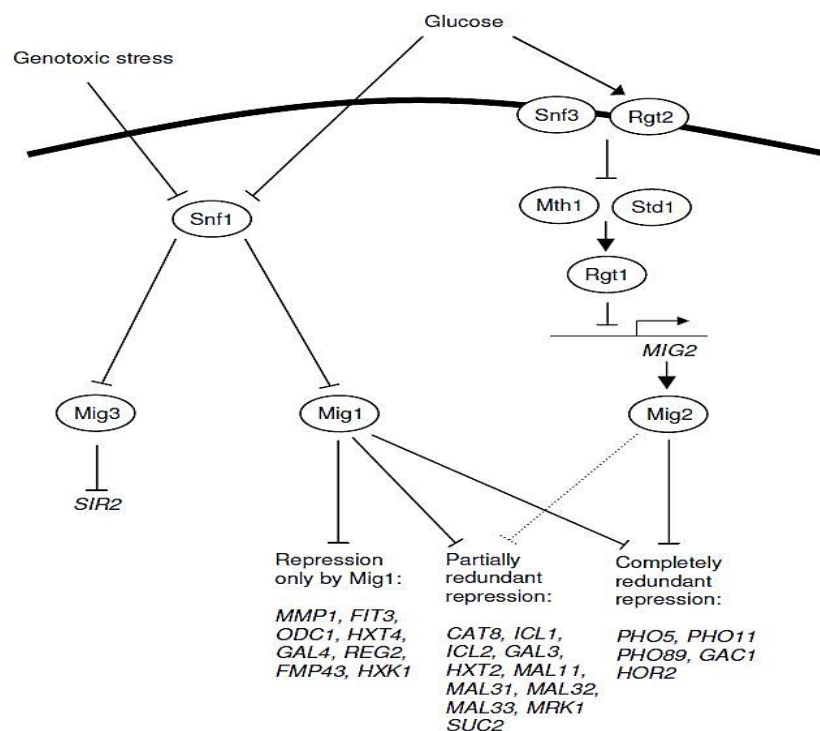 Glucose
Genotoxic stress
Snf3
Rgt2
Snf1
Mth1
Std1
Rgt1
MIG2
Mig3
Mig1
Mig2
SIR2
Repression
only by Mig1:
MMP1, FIT3,
ODC1, HXT4,
GAL4, REG2,
FMP43, HXK1
Partially
redundant
repression:
CAT8, ICL1,
ICL2, GAL3,
HXT2, MAL11,
MAL31, MAL32,
MAL33, MRK1
SUC2
Completely
redundant
repression:
PHO5, PHO11
PHO89, GAC1
HOR2